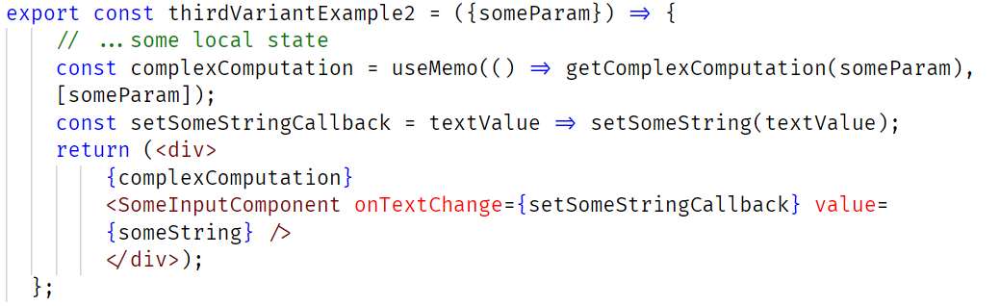 export const thirdVariantExample2 = ({someParam}) => {
// ...some local state
const complexComputation = useMemo(() => getComplexComputation(someParam),
[someParam]);
const setSomeStringCallback = textValue => setSomeString(textValue);
return (<div>
{complexComputation}
<SomeInputComponent onTextChange={setSomeStringCallback} value=
{someString} />
</div>);
};